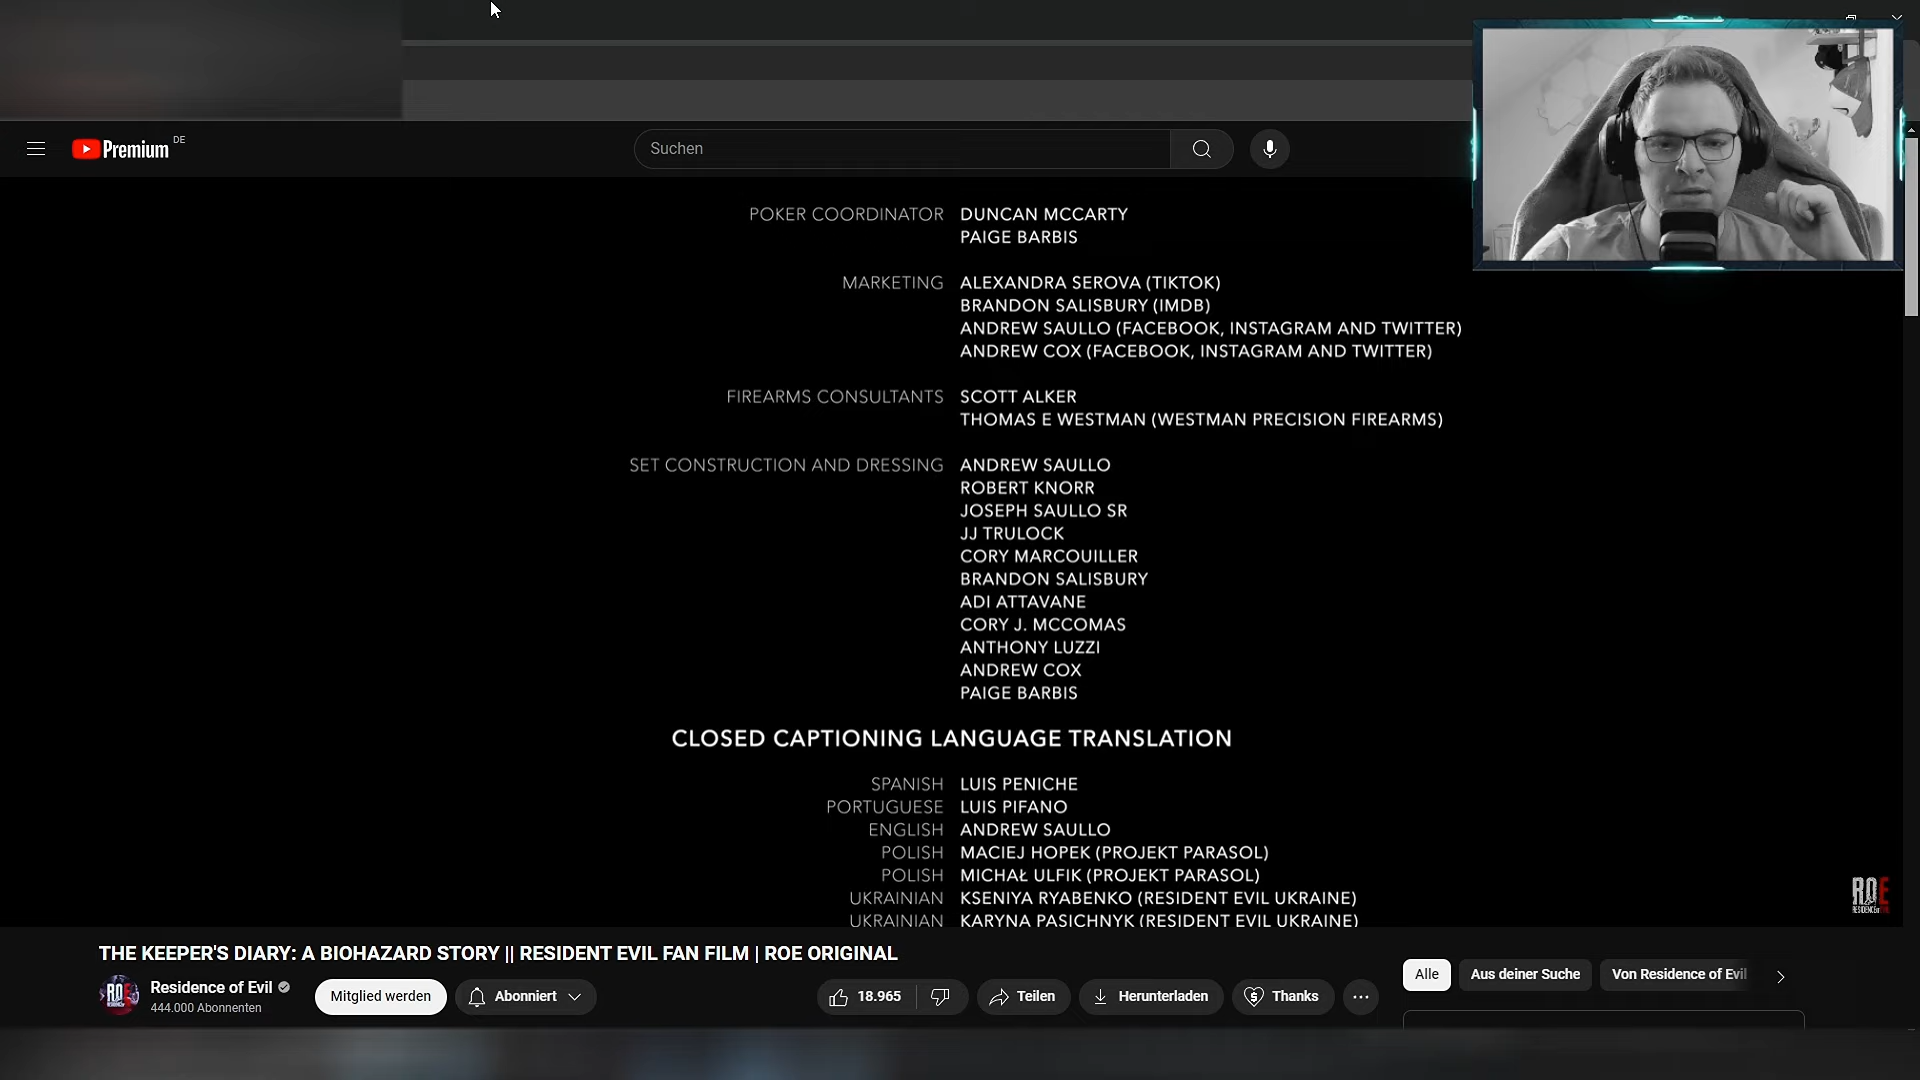 Premium DE
Suchen
POKER COORDINATOR DUNCAN MCCARTY
PAIGE BARBIS
MARKETING ALEXANDRA SEROVA (TIKTOK)
BRANDON SALISBURY (IMDB)
ANDREW SAULLO (FACEBOOK, INSTAGRAM AND TWITTER)
ANDREW COX (FACEBOOK, INSTAGRAM AND TWITTER)
FIREARMS CONSULTANTS SCOTT ALKER
THOMAS E WESTMAN (WESTMAN PRECISION FIREARMS)
SET CONSTRUCTION AND DRESSING ANDREW SAULLO
ROBERT KNORR
JOSEPH SAULLO SR
JJ TRULOCK
CORY MARCOUILLER
BRANDON SALISBURY
ADI ATTAVANE
CORY J. MCCOMAS
ANTHONY LUZZI
ANDREW COX
PAIGE BARBIS
CLOSED CAPTIONING LANGUAGE TRANSLATION
SPANISH LUIS PENICHE
PORTUGUESE LUIS PIFANO
ENGLISH ANDREW SAULLO
POLISH MACIEJ HOPEK (PROJEKT PARASOL)
POLISH MICHAŁ ULFIK (PROJEKT PARASOL)
UKRAINIAN KSENIYA RYABENKO (RESIDENT EVIL UKRAINE)
UKRAINIAN KARYNA PASICHNYK (RESIDENT EVIL UKRAINE)
ROE
RESIDENCE of EVIL
THE KEEPER'S DIARY: A BIOHAZARD STORY || RESIDENT EVIL FAN FILM | ROE ORIGINAL
ROE
Residence of Evil
444.000 Abonnenten
Mitglied werden
Abonniert
18.965
Teilen
Herunterladen
Thanks
Alle
Aus deiner Suche
Von Residence of Evil